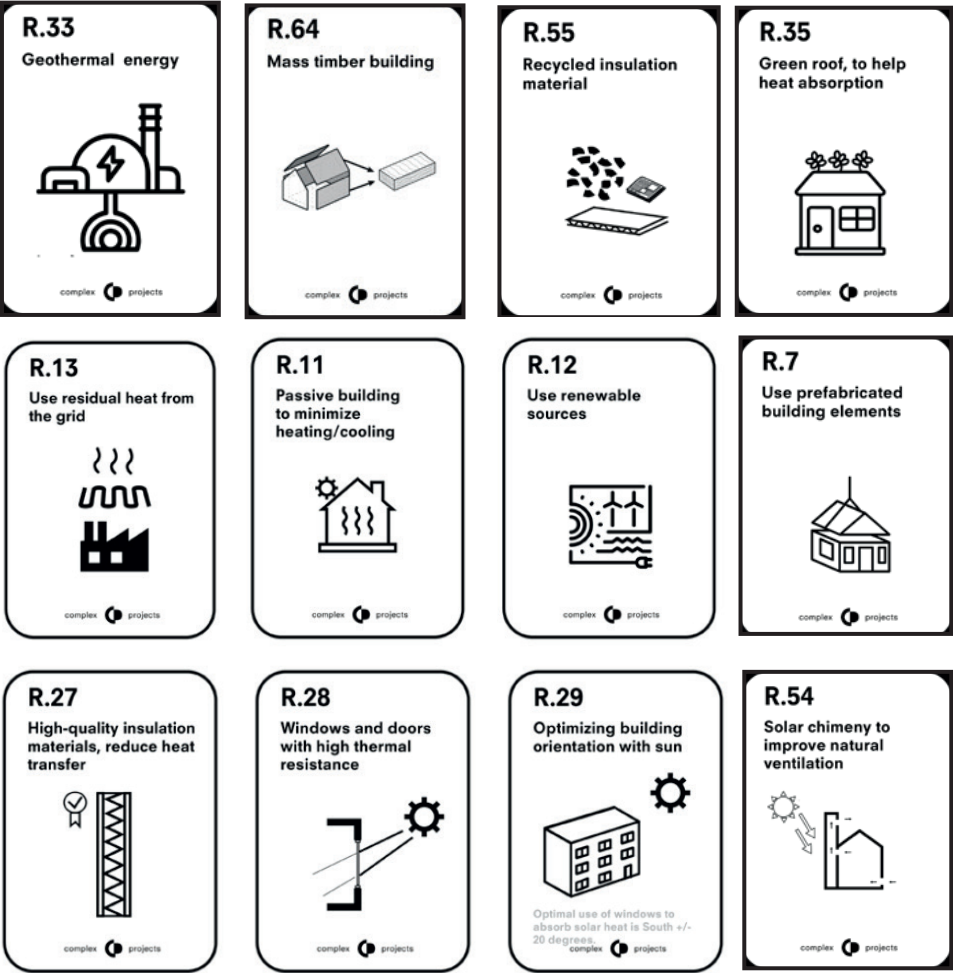 R.33
Geothermal energy
complex projects
R.64
Mass timber building
complex projects
R.55
Recycled insulation
material
complex projects
R.35
Green roof, to help
heat absorption
complex projects
R.13
Use residual heat from
the grid
complex projects
R.11
Passive building
to minimize
heating/cooling
complex projects
R.12
Use renewable
sources
complex projects
R.7
Use prefabricated
building elements
complex projects
R.27
High-quality insulation
materials, reduce heat
transfer
complex projects
R.28
Windows and doors
with high thermal
resistance
complex projects
R.29
Optimizing building
orientation with sun
Optimal use of windows to
absorb solar heat is South +/-
20 degrees.
complex projects
R.54
Solar chimeny to
improve natural
ventilation
complex projects